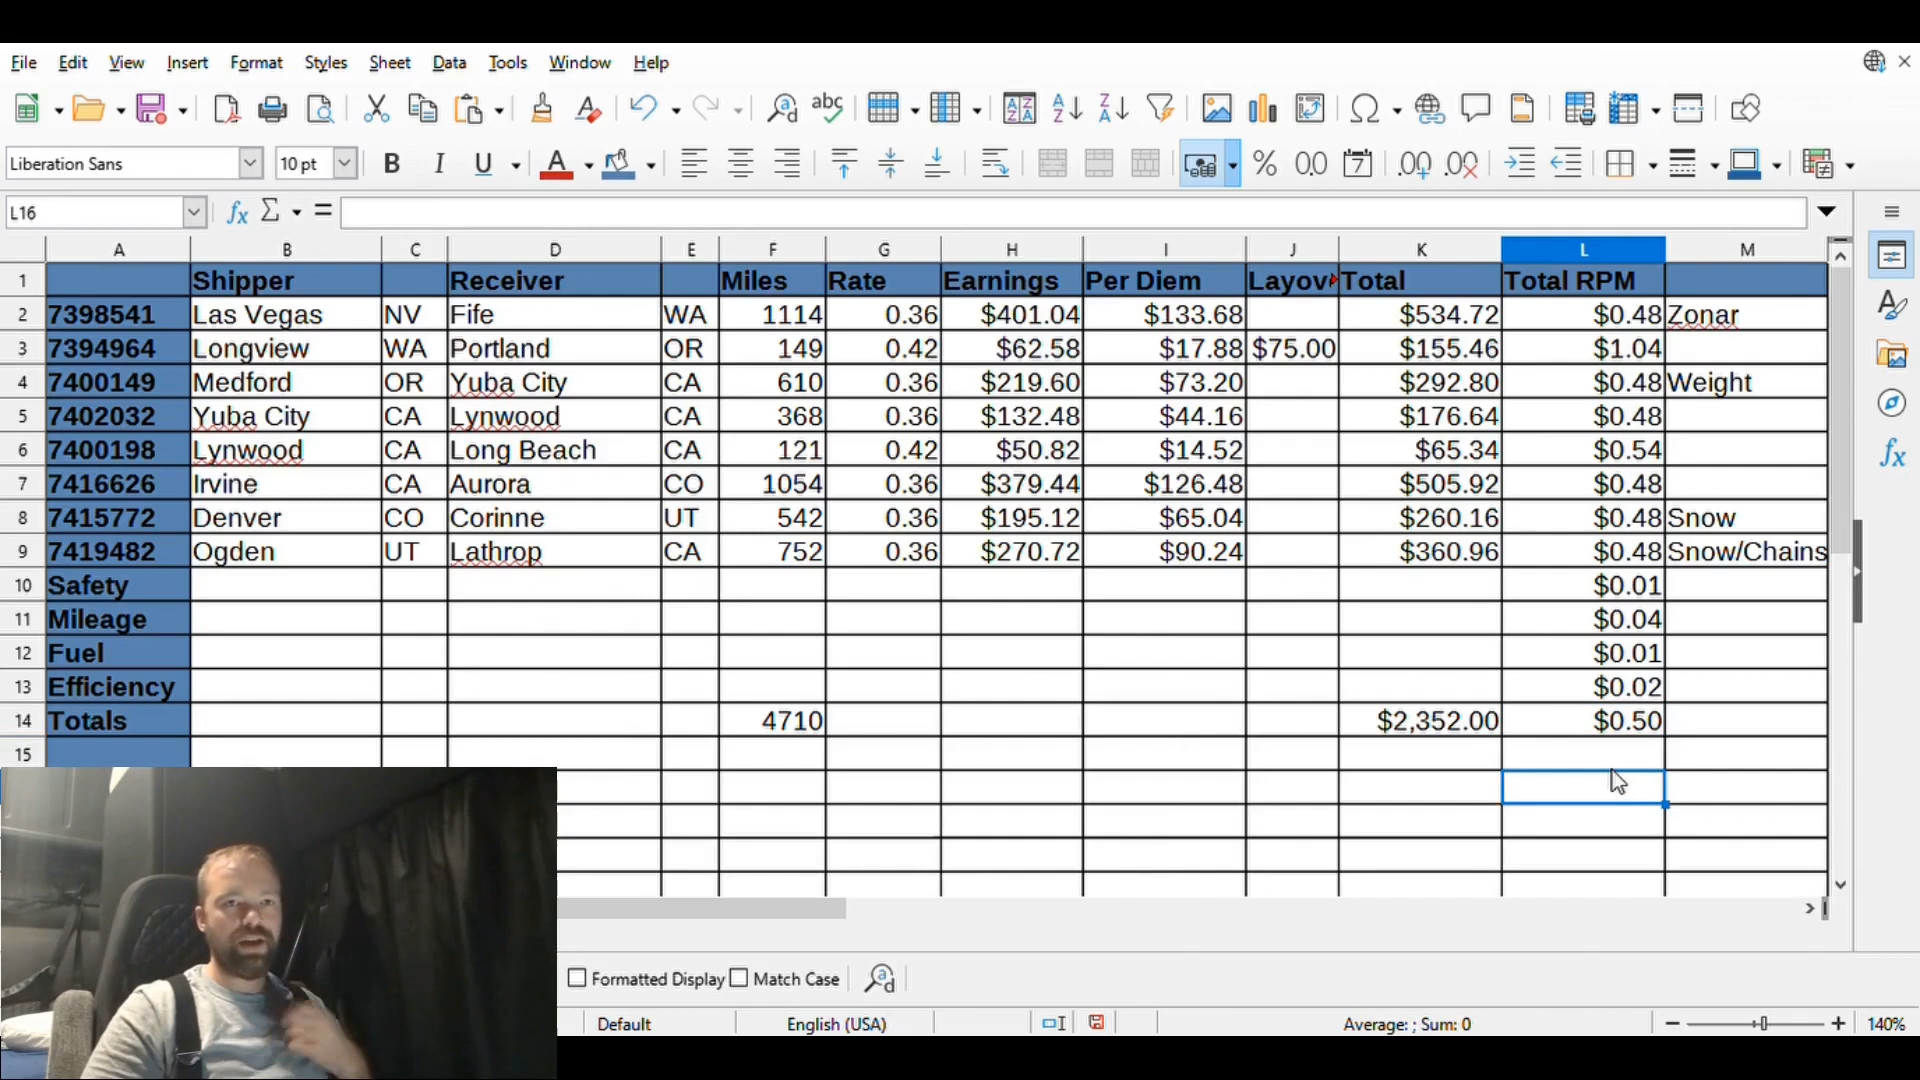 File Edit View Insert Format Styles Sheet Data Tools Window Help
Liberation Sans 10 pt
L16
A B C D E F G H I J K L M
1 Shipper Receiver Miles Rate Earnings Per Diem Layov Total Total RPM
2 7398541 Las Vegas NV Fife WA 1114 0.36 $401.04 $133.68 $534.72 $0.48 Zonar
3 7394964 Longview WA Portland OR 149 0.42 $62.58 $17.88 $75.00 $155.46 $1.04
4 7400149 Medford OR Yuba City CA 610 0.36 $219.60 $73.20 $292.80 $0.48 Weight
5 7402032 Yuba City CA Lynwood CA 368 0.36 $132.48 $44.16 $176.64 $0.48
6 7400198 Lynwood CA Long Beach CA 121 0.42 $50.82 $14.52 $65.34 $0.54
7 7416626 Irvine CA Aurora CO 1054 0.36 $379.44 $126.48 $505.92 $0.48
8 7415772 Denver CO Corinne UT 542 0.36 $195.12 $65.04 $260.16 $0.48 Snow
9 7419482 Ogden UT Lathrop CA 752 0.36 $270.72 $90.24 $360.96 $0.48 Snow/Chains
10 Safety $0.01
11 Mileage $0.04
12 Fuel $0.01
13 Efficiency $0.02
14 Totals 4710 $2,352.00 $0.50
15
Formatted Display Match Case
Default English (USA) Average: ; Sum: 0 140%